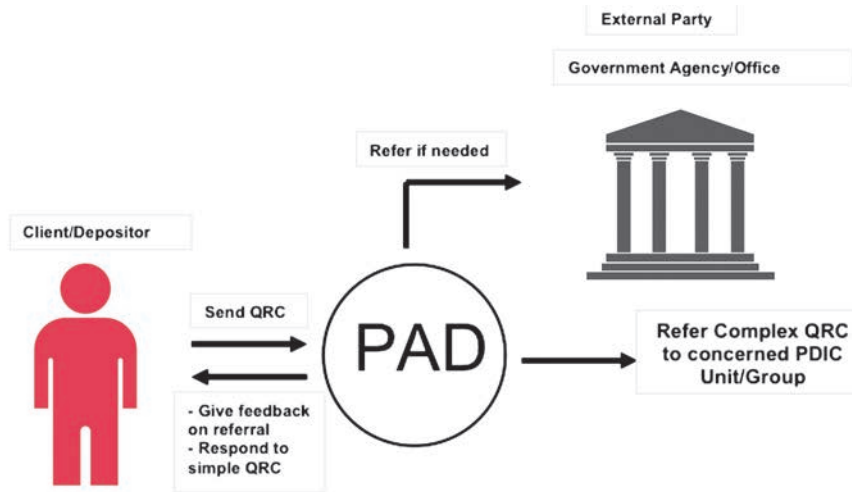 External Party
Government Agency/Office
Refer if needed
Client/Depositor
Send QRC
PAD
- Give feedback
on referral
- Respond to
simple QRC
Refer Complex QRC
to concerned PDIC
Unit/Group